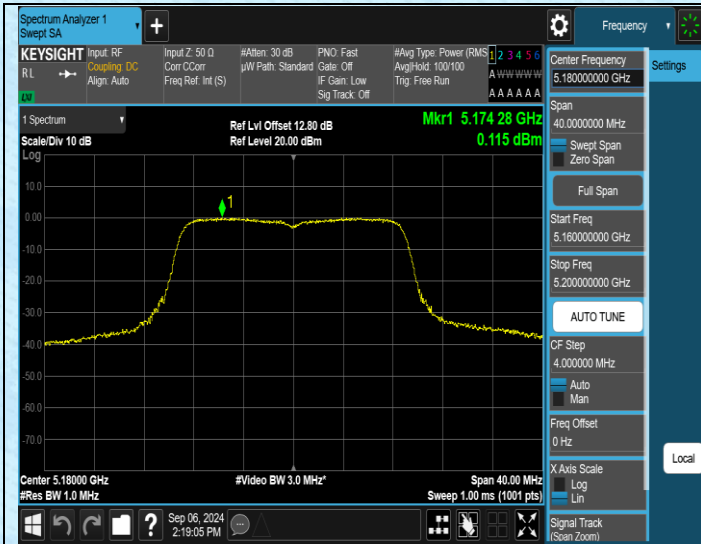 Spectrum Analyzer 1
Swept SA
+
Frequency
KEYSIGHT
RL
LU
Input: RF
Coupling: DC
Align: Auto
Input Z: 50 Ω
Corr CCorr
Freq Ref: Int (S)
#Atten: 30 dB
µW Path: Standard
PNO: Fast
Gate: Off
IF Gain: Low
Sig Track: Off
#Avg Type: Power (RMS
Avg|Hold: 100/100
Trig: Free Run
1 2 3 4 5 6
A W W W W W
A A A A A A
1 Spectrum
Scale/Div 10 dB
Log
Ref Lvl Offset 12.80 dB
Ref Level 20.00 dBm
Mkr1 5.174 28 GHz
0.115 dBm
1
10.0
0.00
-10.0
-20.0
-30.0
-40.0
-50.0
-60.0
-70.0
Center 5.18000 GHz
#Video BW 3.0 MHz*
Span 40.00 MHz
#Res BW 1.0 MHz
Sweep 1.00 ms (1001 pts)
?
Sep 06, 2024
2:19:05 PM
Center Frequency
5.180000000 GHz
Span
40.0000000 MHz
Swept Span
Zero Span
Full Span
Start Freq
5.160000000 GHz
Stop Freq
5.200000000 GHz
AUTO TUNE
CF Step
4.000000 MHz
Auto
Man
Freq Offset
0 Hz
X Axis Scale
Log
Lin
Signal Track
(Span Zoom)
Settings
Local